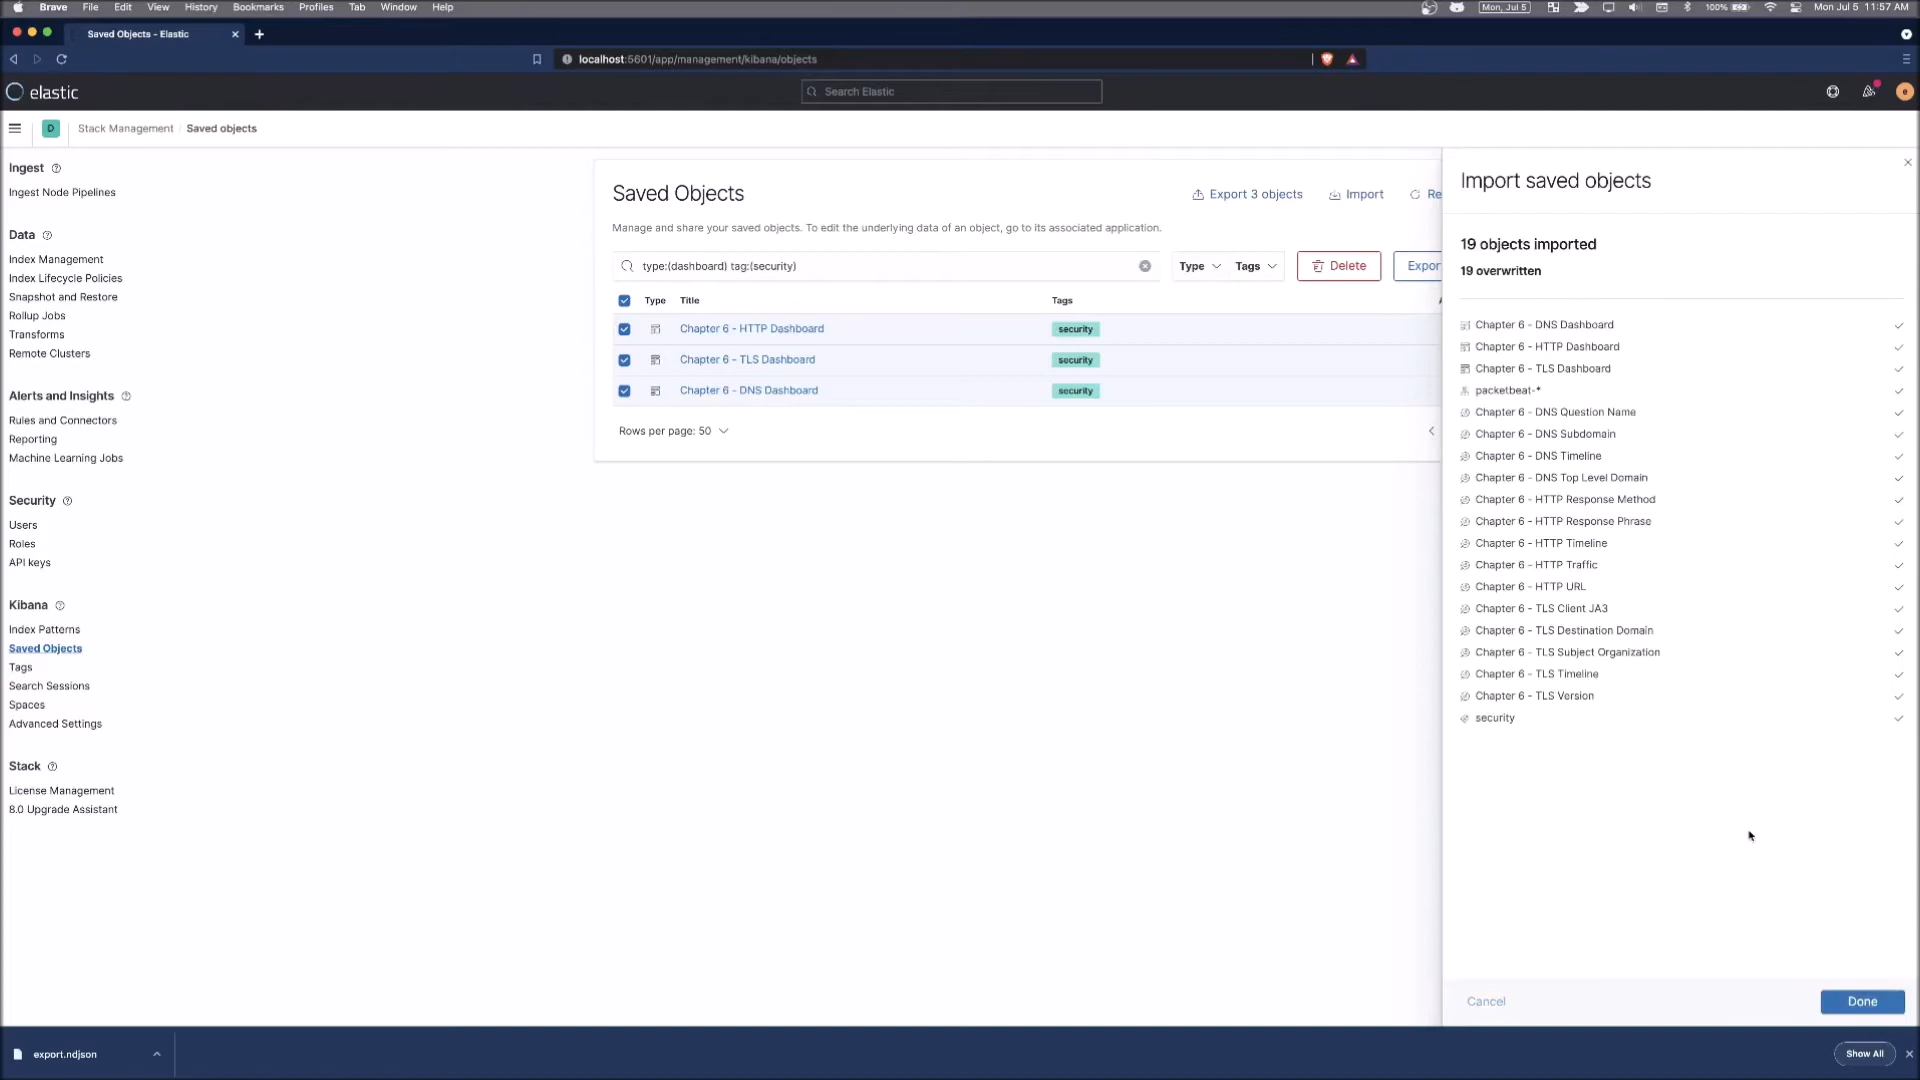 Brave File Edit View History Bookmarks Profiles Tab Window Help
Mon, Jul 5 100% Mon Jul 5 11:57 AM
Saved Objects - Elastic
localhost:5601/app/management/kibana/objects
elastic
Search Elastic
e
D Stack Management / Saved objects
Ingest
Ingest Node Pipelines
Data
Index Management
Index Lifecycle Policies
Snapshot and Restore
Rollup Jobs
Transforms
Remote Clusters
Alerts and Insights
Rules and Connectors
Reporting
Machine Learning Jobs
Security
Users
Roles
API keys
Kibana
Index Patterns
Saved Objects
Tags
Search Sessions
Spaces
Advanced Settings
Stack
License Management
8.0 Upgrade Assistant
Saved Objects
Export 3 objects Import Re
Manage and share your saved objects. To edit the underlying data of an object, go to its associated application.
type:(dashboard) tag:(security)
Type Tags Delete Expor
Type Title Tags
Chapter 6 - HTTP Dashboard security
Chapter 6 - TLS Dashboard security
Chapter 6 - DNS Dashboard security
Rows per page: 50
Import saved objects
19 objects imported
19 overwritten
Chapter 6 - DNS Dashboard
Chapter 6 - HTTP Dashboard
Chapter 6 - TLS Dashboard
packetbeat-*
Chapter 6 - DNS Question Name
Chapter 6 - DNS Subdomain
Chapter 6 - DNS Timeline
Chapter 6 - DNS Top Level Domain
Chapter 6 - HTTP Response Method
Chapter 6 - HTTP Response Phrase
Chapter 6 - HTTP Timeline
Chapter 6 - HTTP Traffic
Chapter 6 - HTTP URL
Chapter 6 - TLS Client JA3
Chapter 6 - TLS Destination Domain
Chapter 6 - TLS Subject Organization
Chapter 6 - TLS Timeline
Chapter 6 - TLS Version
security
Cancel Done
export.ndjson
Show All